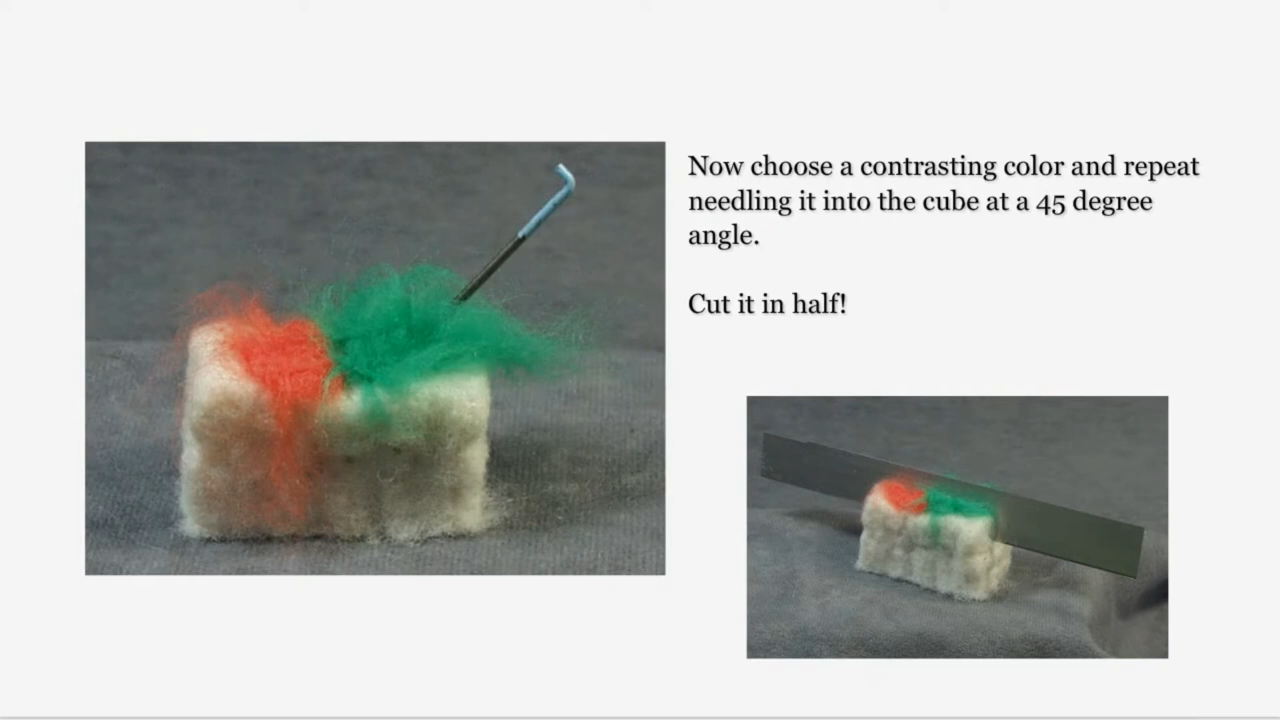 Now choose a contrasting color and repeat
needling it into the cube at a 45 degree
angle.
Cut it in half!